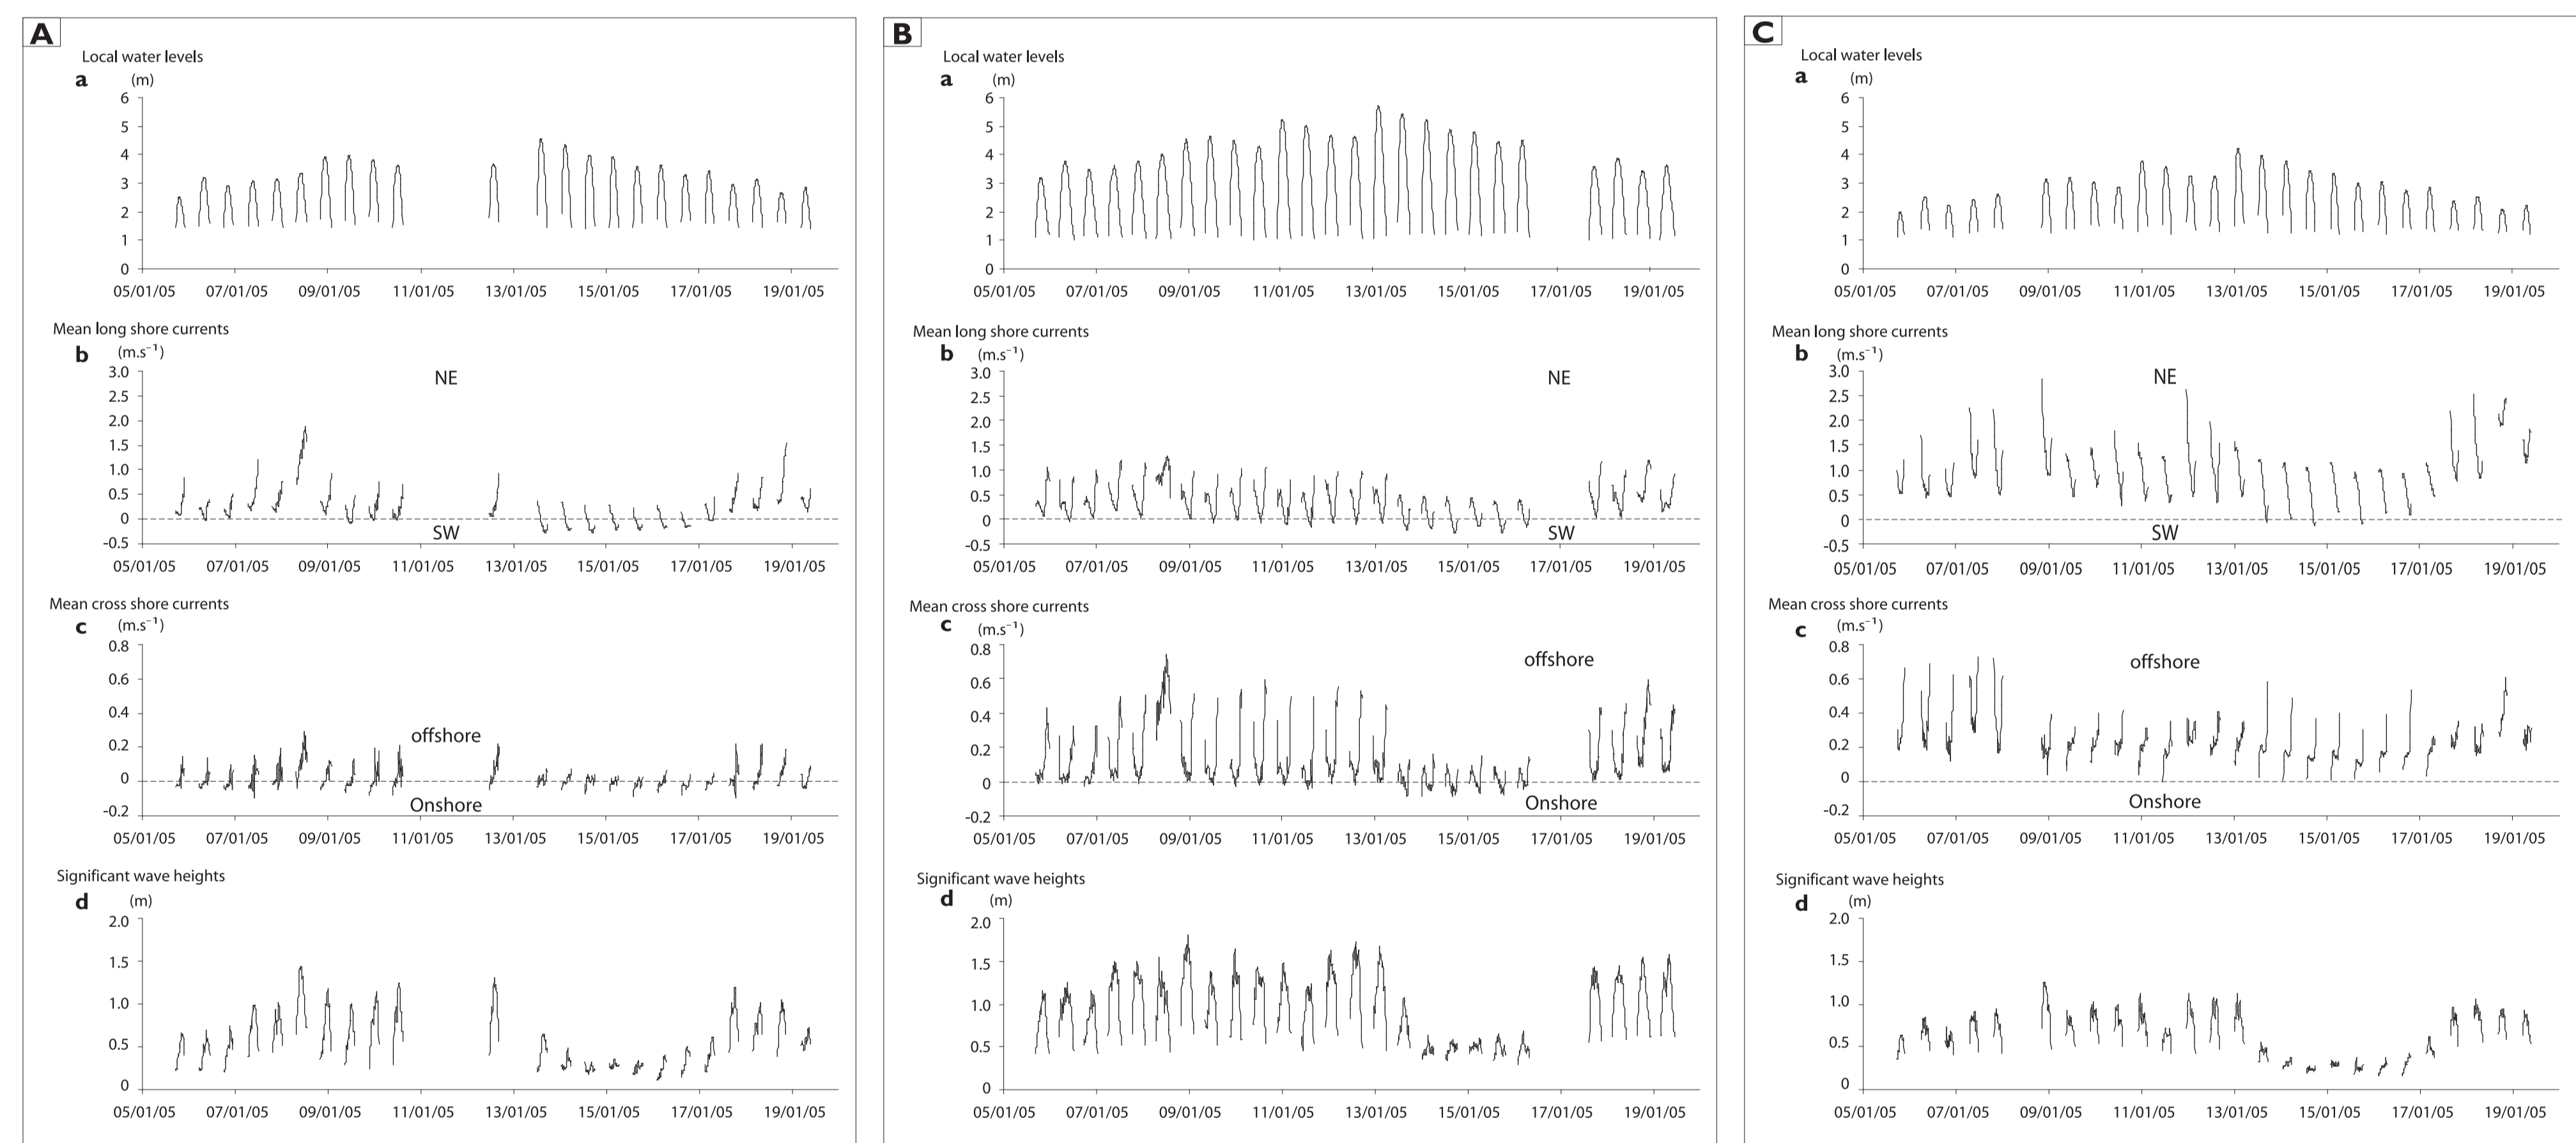 A
Local water levels
a (m)
6
5
4
3
2
1
0
05/01/05 07/01/05 09/01/05 11/01/05 13/01/05 15/01/05 17/01/05 19/01/05
Mean long shore currents
b (m.s⁻¹)
3.0
NE
2.5
2.0
1.5
1.0
0.5
0
SW
-0.5
05/01/05 07/01/05 09/01/05 11/01/05 13/01/05 15/01/05 17/01/05 19/01/05
Mean cross shore currents
c (m.s⁻¹)
0.8
0.6
0.4
offshore
0.2
0
Onshore
-0.2
05/01/05 07/01/05 09/01/05 11/01/05 13/01/05 15/01/05 17/01/05 19/01/05
Significant wave heights
d (m)
2.0
1.5
1.0
0.5
0
05/01/05 07/01/05 09/01/05 11/01/05 13/01/05 15/01/05 17/01/05 19/01/05
B
Local water levels
a (m)
6
5
4
3
2
1
0
05/01/05 07/01/05 09/01/05 11/01/05 13/01/05 15/01/05 17/01/05 19/01/05
Mean long shore currents
b (m.s⁻¹)
3.0
NE
2.5
2.0
1.5
1.0
0.5
0
SW
-0.5
05/01/05 07/01/05 09/01/05 11/01/05 13/01/05 15/01/05 17/01/05 19/01/05
Mean cross shore currents
c (m.s⁻¹)
0.8
offshore
0.6
0.4
0.2
0
Onshore
-0.2
05/01/05 07/01/05 09/01/05 11/01/05 13/01/05 15/01/05 17/01/05 19/01/05
Significant wave heights
d (m)
2.0
1.5
1.0
0.5
0
05/01/05 07/01/05 09/01/05 11/01/05 13/01/05 15/01/05 17/01/05 19/01/05
C
Local water levels
a (m)
6
5
4
3
2
1
0
05/01/05 07/01/05 09/01/05 11/01/05 13/01/05 15/01/05 17/01/05 19/01/05
Mean long shore currents
b (m.s⁻¹)
3.0
NE
2.5
2.0
1.5
1.0
0.5
0
SW
-0.5
05/01/05 07/01/05 09/01/05 11/01/05 13/01/05 15/01/05 17/01/05 19/01/05
Mean cross shore currents
c (m.s⁻¹)
0.8
offshore
0.6
0.4
0.2
0
Onshore
-0.2
05/01/05 07/01/05 09/01/05 11/01/05 13/01/05 15/01/05 17/01/05 19/01/05
Significant wave heights
d (m)
2.0
1.5
1.0
0.5
0
05/01/05 07/01/05 09/01/05 11/01/05 13/01/05 15/01/05 17/01/05 19/01/05